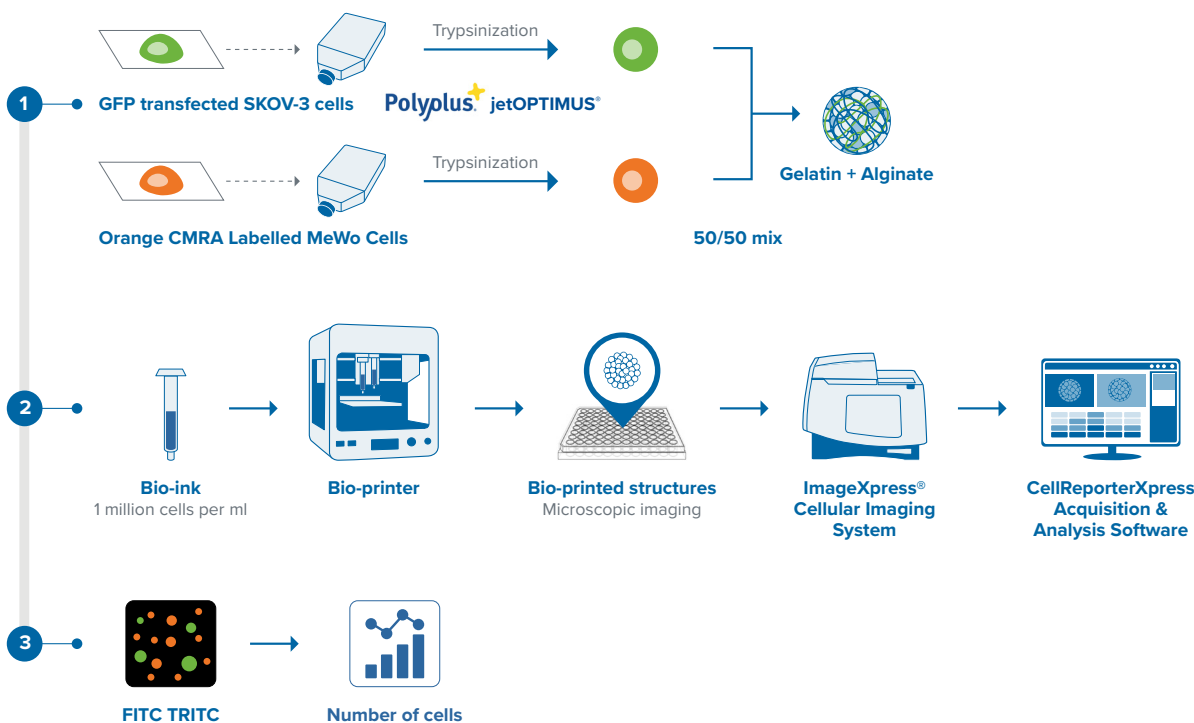 1
Trypsinization
GFP transfected SKOV-3 cells
Polyplus® jetOPTIMUS®
Trypsinization
Gelatin + Alginate
Orange CMRA Labelled MeWo Cells
50/50 mix
2
Bio-ink
1 million cells per ml
Bio-printer
Bio-printed structures
Microscopic imaging
ImageXpress®
Cellular Imaging
System
CellReporterXpress
Acquisition &
Analysis Software
3
FITC TRITC
Number of cells